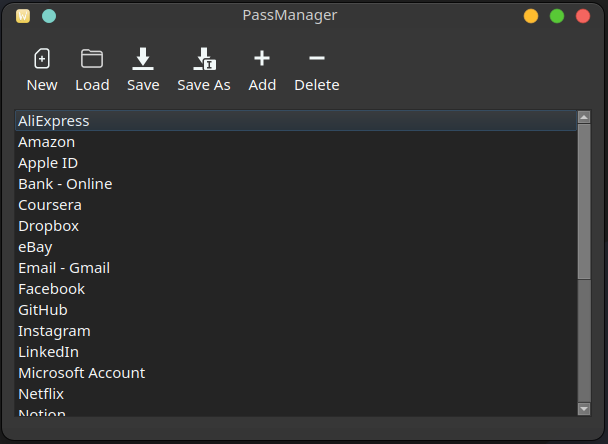 PassManager
New Load Save Save As Add Delete
AliExpress
Amazon
Apple ID
Bank - Online
Coursera
Dropbox
eBay
Email - Gmail
Facebook
GitHub
Instagram
LinkedIn
Microsoft Account
Netflix
Notion